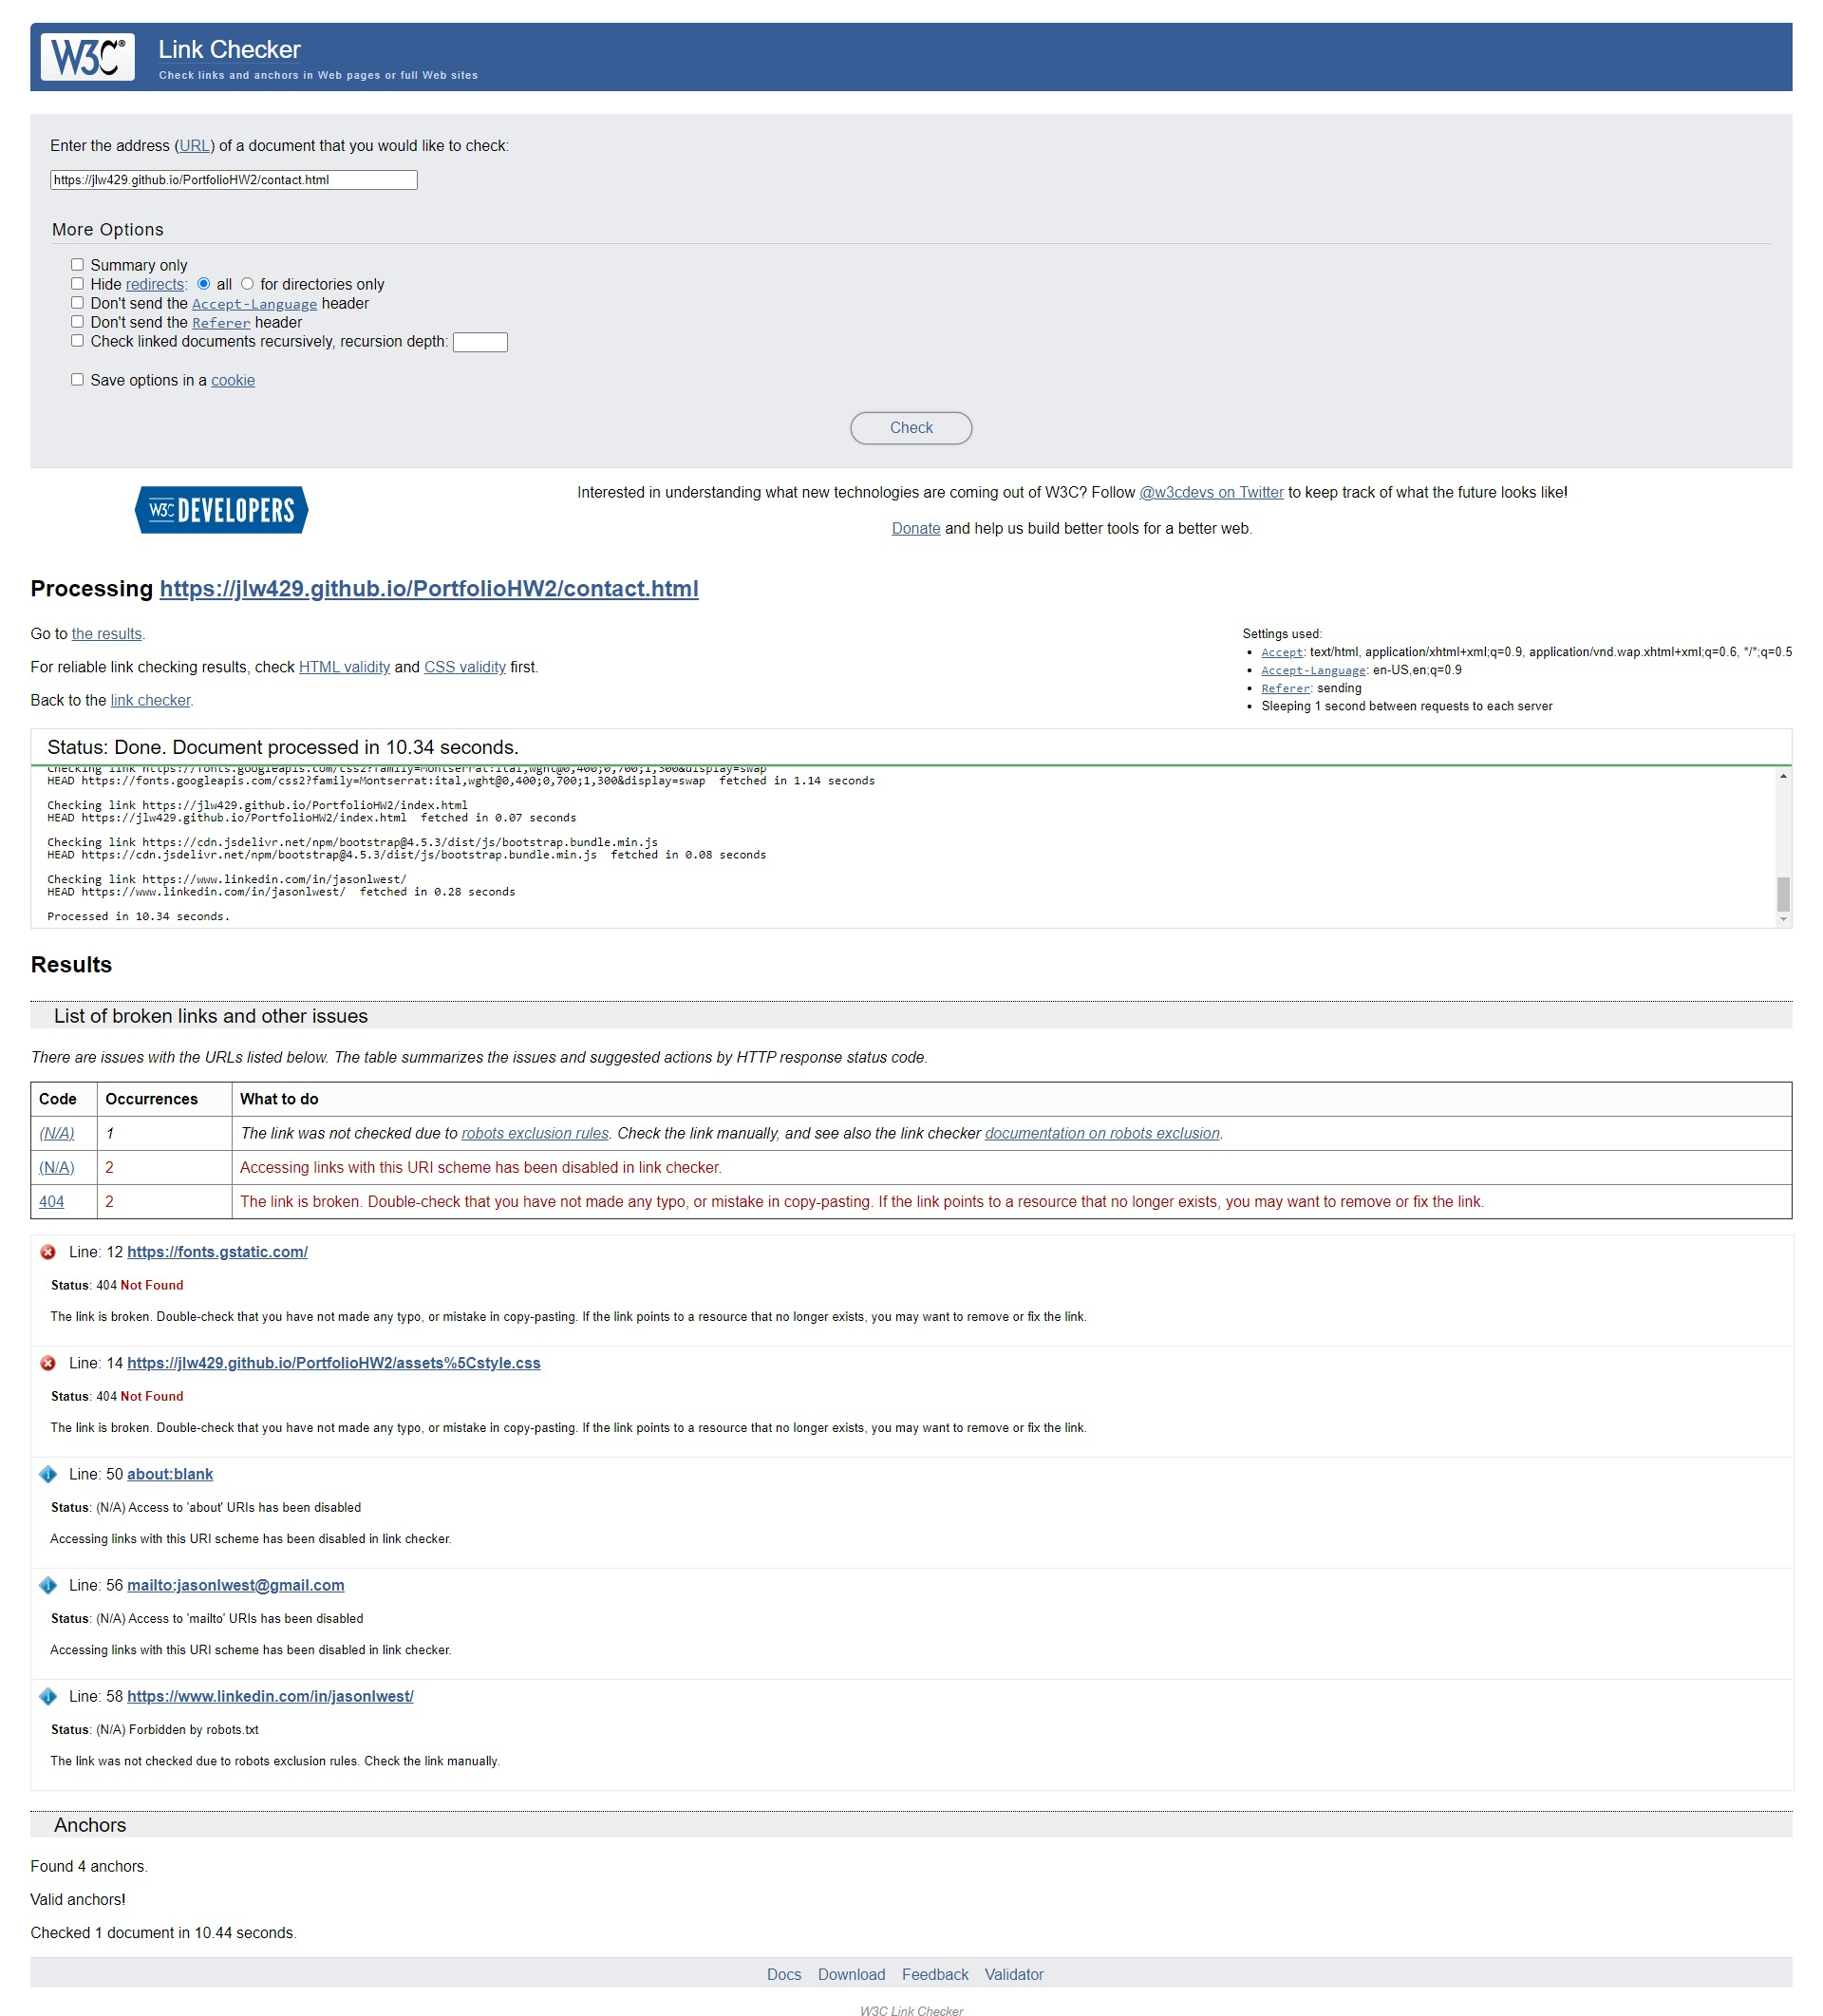 W3C®
Link Checker
Check links and anchors in Web pages or full Web sites
Enter the address (URL) of a document that you would like to check:
https://jlw429.github.io/PortfolioHW2/contact.html
More Options
Summary only
Hide redirects: all for directories only
Don't send the Accept-Language header
Don't send the Referer header
Check linked documents recursively, recursion depth:
Save options in a cookie
Check
W3C DEVELOPERS
Interested in understanding what new technologies are coming out of W3C? Follow @w3cdevs on Twitter to keep track of what the future looks like!
Donate and help us build better tools for a better web.
Processing https://jlw429.github.io/PortfolioHW2/contact.html
Go to the results.
For reliable link checking results, check HTML validity and CSS validity first.
Back to the link checker.
Settings used:
• Accept: text/html, application/xhtml+xml;q=0.9, application/vnd.wap.xhtml+xml;q=0.6, */*;q=0.5
• Accept-Language: en-US,en;q=0.9
• Referer: sending
• Sleeping 1 second between requests to each server
Status: Done. Document processed in 10.34 seconds.
Checking link https://fonts.googleapis.com/css2?family=Montserrat:ital,wght@0,400;0,700;1,300&display=swap
HEAD https://fonts.googleapis.com/css2?family=Montserrat:ital,wght@0,400;0,700;1,300&display=swap  fetched in 1.14 seconds
Checking link https://jlw429.github.io/PortfolioHW2/index.html
HEAD https://jlw429.github.io/PortfolioHW2/index.html  fetched in 0.07 seconds
Checking link https://cdn.jsdelivr.net/npm/bootstrap@4.5.3/dist/js/bootstrap.bundle.min.js
HEAD https://cdn.jsdelivr.net/npm/bootstrap@4.5.3/dist/js/bootstrap.bundle.min.js  fetched in 0.08 seconds
Checking link https://www.linkedin.com/in/jasonlwest/
HEAD https://www.linkedin.com/in/jasonlwest/  fetched in 0.28 seconds
Processed in 10.34 seconds.
Results
List of broken links and other issues
There are issues with the URLs listed below. The table summarizes the issues and suggested actions by HTTP response status code.
Code Occurrences What to do
(N/A) 1 The link was not checked due to robots exclusion rules. Check the link manually, and see also the link checker documentation on robots exclusion.
(N/A) 2 Accessing links with this URI scheme has been disabled in link checker.
404 2 The link is broken. Double-check that you have not made any typo, or mistake in copy-pasting. If the link points to a resource that no longer exists, you may want to remove or fix the link.
Line: 12 https://fonts.gstatic.com/
Status: 404 Not Found
The link is broken. Double-check that you have not made any typo, or mistake in copy-pasting. If the link points to a resource that no longer exists, you may want to remove or fix the link.
Line: 14 https://jlw429.github.io/PortfolioHW2/assets%5Cstyle.css
Status: 404 Not Found
The link is broken. Double-check that you have not made any typo, or mistake in copy-pasting. If the link points to a resource that no longer exists, you may want to remove or fix the link.
Line: 50 about:blank
Status: (N/A) Access to 'about' URIs has been disabled
Accessing links with this URI scheme has been disabled in link checker.
Line: 56 mailto:jasonlwest@gmail.com
Status: (N/A) Access to 'mailto' URIs has been disabled
Accessing links with this URI scheme has been disabled in link checker.
Line: 58 https://www.linkedin.com/in/jasonlwest/
Status: (N/A) Forbidden by robots.txt
The link was not checked due to robots exclusion rules. Check the link manually.
Anchors
Found 4 anchors.
Valid anchors!
Checked 1 document in 10.44 seconds.
Docs Download Feedback Validator
W3C Link Checker